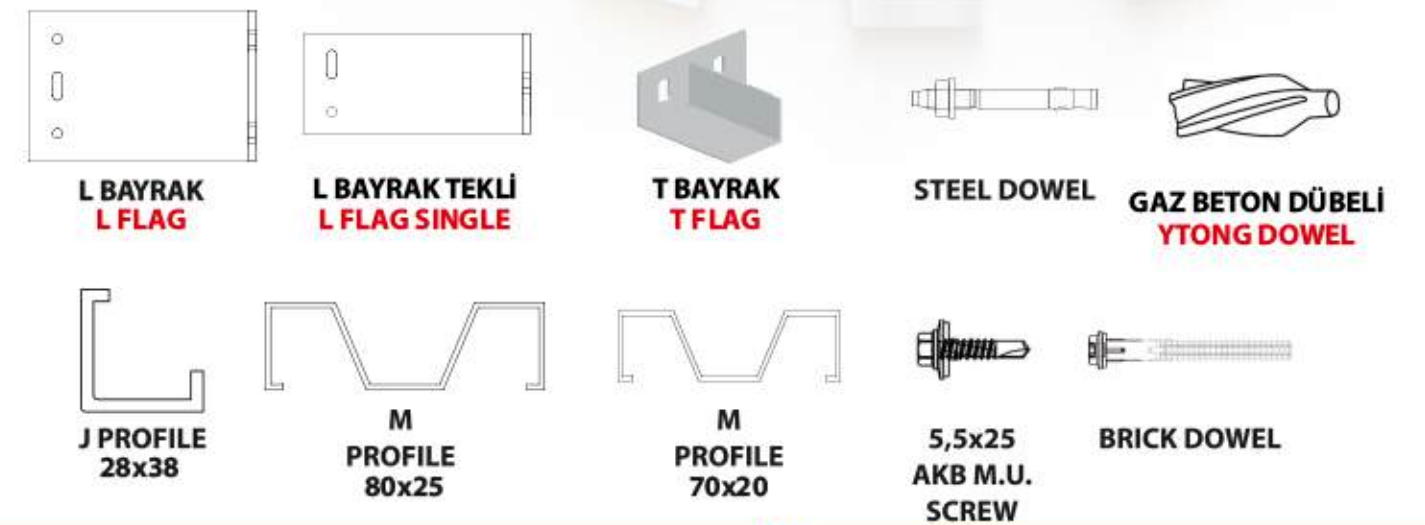 L BAYRAK
L FLAG
L BAYRAK TEKLİ
L FLAG SINGLE
T BAYRAK
T FLAG
STEEL DOWEL
GAZ BETON DÜBELİ
YTONG DOWEL
J PROFILE
28x38
M
PROFILE
80x25
M
PROFILE
70x20
5,5x25
AKB M.U.
SCREW
BRICK DOWEL